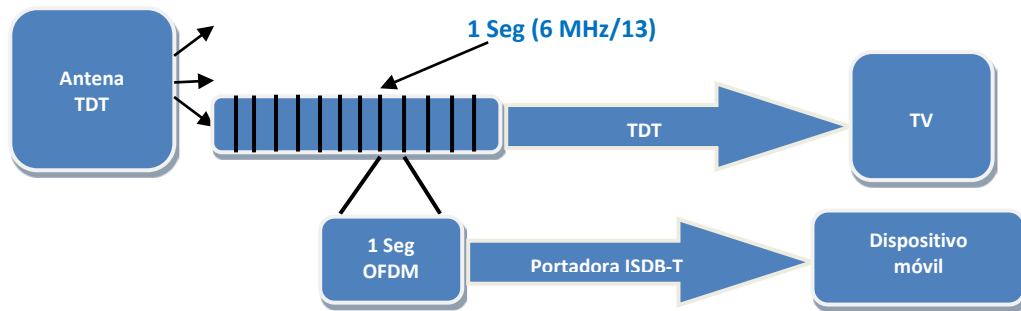 1 Seg (6 MHz/13)
Antena
TDT
TDT
TV
1 Seg
OFDM
Portadora ISDB-T
Dispositivo
móvil